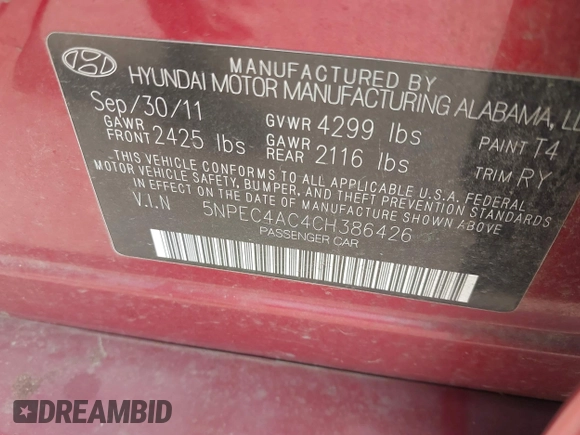 MANUFACTURED BY
HYUNDAI MOTOR MANUFACTURING ALABAMA, LL
Sep/30/11 GVWR 4299 lbs PAINT T4
GAWR FRONT 2425 lbs GAWR REAR 2116 lbs TRIM RY
THIS VEHICLE CONFORMS TO ALL APPLICABLE U.S.A. FEDERAL
MOTOR VEHICLE SAFETY, BUMPER, AND THEFT PREVENTION STANDARDS
IN EFFECT ON THE DATE OF MANUFACTURE SHOWN ABOVE
V.I.N 5NPEC4AC4CH386426
PASSENGER CAR
DREAMBID